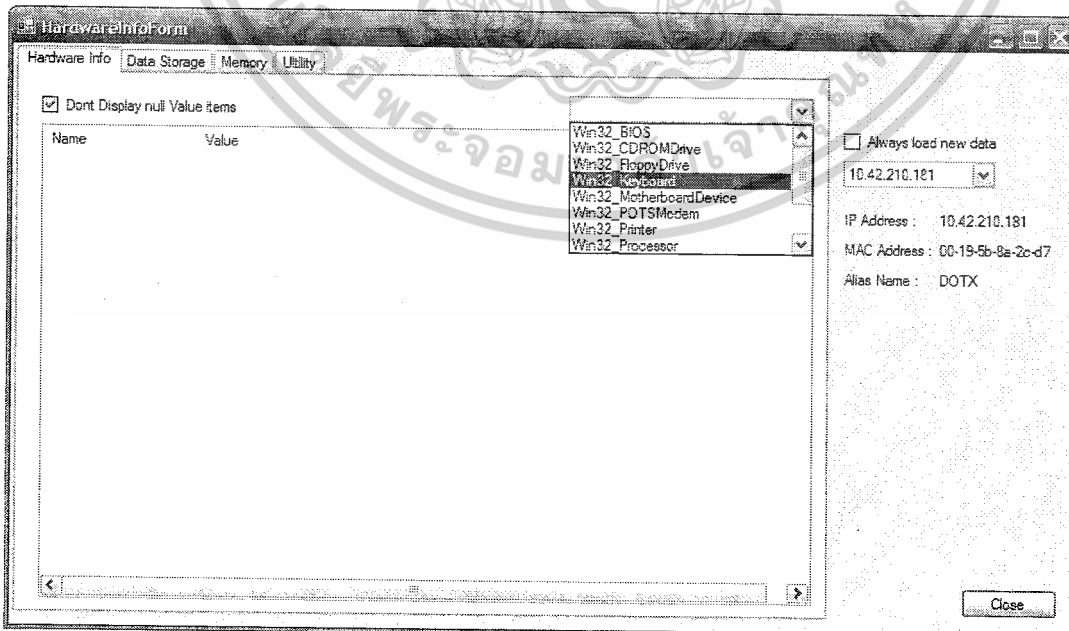 HardwareInfoForm
Hardware Info Data Storage Memory Utility
Dont Display null Value items
Name Value
Win32_BIOS
Win32_CDROMDrive
Win32_FloppyDrive
Win32_Keyboard
Win32_MotherboardDevice
Win32_POTSModem
Win32_Printer
Win32_Processor
Always load new data
10.42.210.181
IP Address : 10.42.210.181
MAC Address : 00-19-5b-8a-2c-d7
Alias Name : DOTX
Close